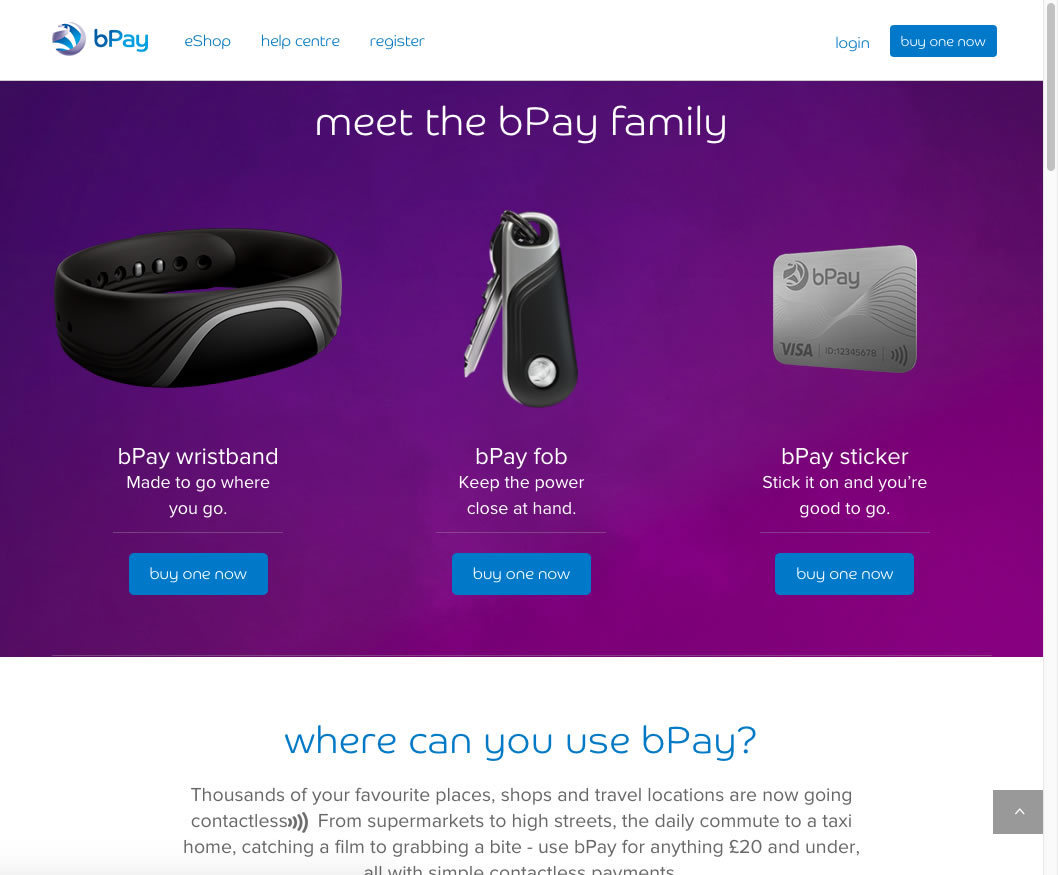 bPay eShop help centre register login buy one now
meet the bPay family
bPay
VISA ID:12345678
bPay wristband
Made to go where
you go.
buy one now
bPay fob
Keep the power
close at hand.
buy one now
bPay sticker
Stick it on and you're
good to go.
buy one now
where can you use bPay?
Thousands of your favourite places, shops and travel locations are now going
contactless From supermarkets to high streets, the daily commute to a taxi
home, catching a film to grabbing a bite - use bPay for anything £20 and under,
all with simple contactless payments.